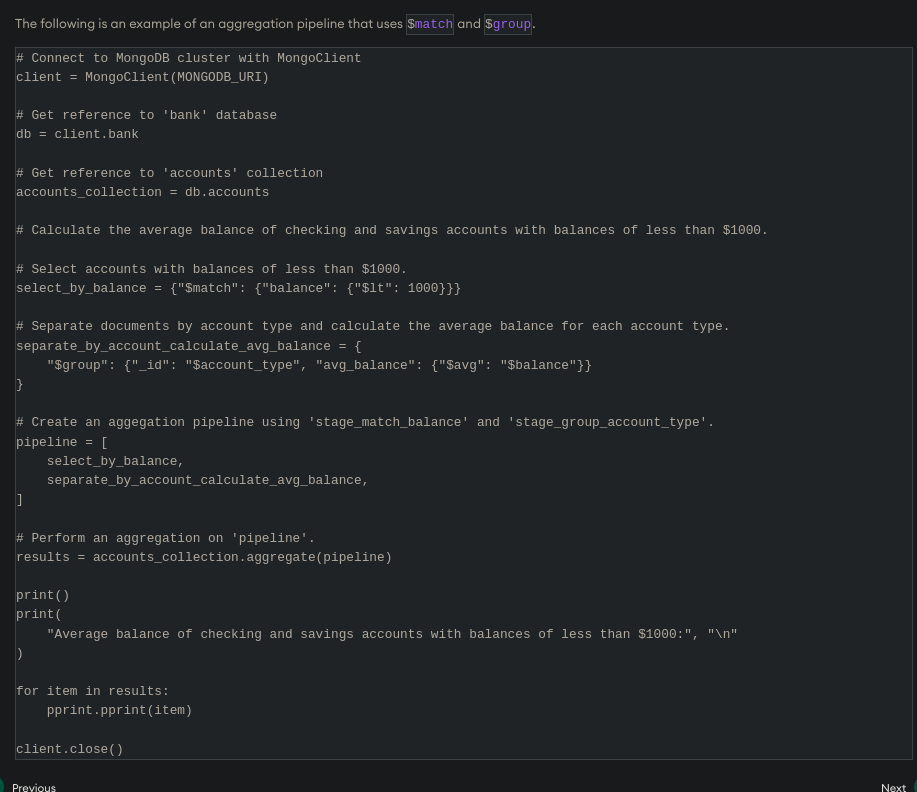 The following is an example of an aggregation pipeline that uses $match and $group.
# Connect to MongoDB cluster with MongoClient
client = MongoClient(MONGODB_URI)

# Get reference to 'bank' database
db = client.bank

# Get reference to 'accounts' collection
accounts_collection = db.accounts

# Calculate the average balance of checking and savings accounts with balances of less than $1000.

# Select accounts with balances of less than $1000.
select_by_balance = {"$match": {"balance": {"$lt": 1000}}}

# Separate documents by account type and calculate the average balance for each account type.
separate_by_account_calculate_avg_balance = {
    "$group": {"_id": "$account_type", "avg_balance": {"$avg": "$balance"}}
}

# Create an aggegation pipeline using 'stage_match_balance' and 'stage_group_account_type'.
pipeline = [
    select_by_balance,
    separate_by_account_calculate_avg_balance,
]

# Perform an aggregation on 'pipeline'.
results = accounts_collection.aggregate(pipeline)

print()
print(
    "Average balance of checking and savings accounts with balances of less than $1000:", "\n"
)

for item in results:
    pprint.pprint(item)

client.close()
Previous
Next